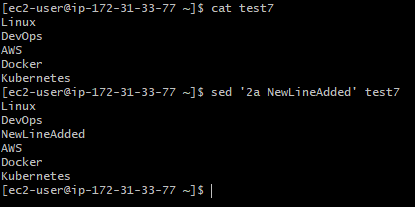 [ec2-user@ip-172-31-33-77 ~]$ cat test7
Linux
DevOps
AWS
Docker
Kubernetes
[ec2-user@ip-172-31-33-77 ~]$ sed '2a NewLineAdded' test7
Linux
DevOps
NewLineAdded
AWS
Docker
Kubernetes
[ec2-user@ip-172-31-33-77 ~]$